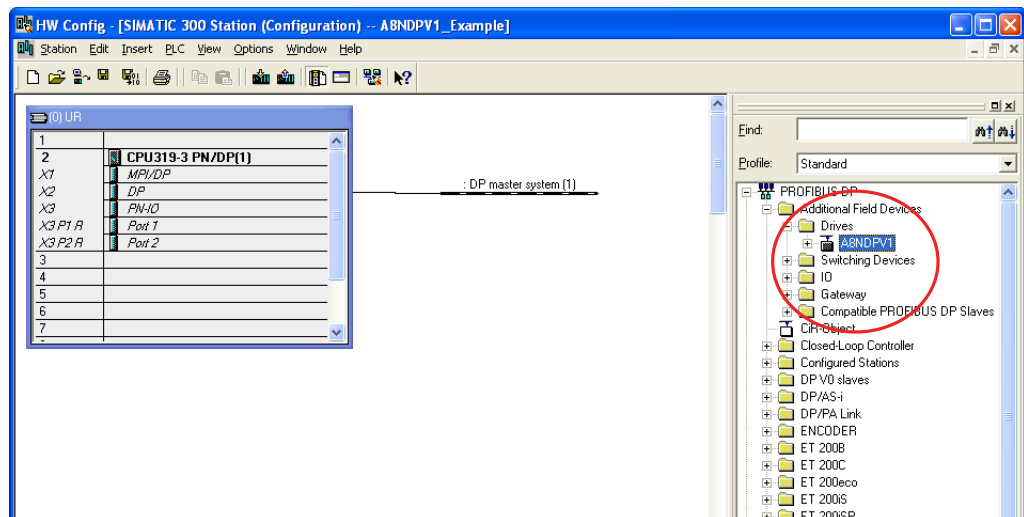 HW Config - [SIMATIC 300 Station (Configuration) -- A8NDPV1_Example]
Station Edit Insert PLC View Options Window Help
(0) UR
1
2 CPU319-3 PN/DP(1)
X1 MPI/DP
X2 DP
X3 PN-IO
X3 P1 R Port 1
X3 P2 R Port 2
3
4
5
6
7
: DP master system (1)
Find:
Profile: Standard
PROFIBUS DP
Additional Field Devices
Drives
A8NDPV1
Switching Devices
IO
Gateway
Compatible PROFIBUS DP Slaves
CiR-Object
Closed-Loop Controller
Configured Stations
DP V0 slaves
DP/AS-i
DP/PA Link
ENCODER
ET 200B
ET 200C
ET 200eco
ET 200iS
ET 200iSP